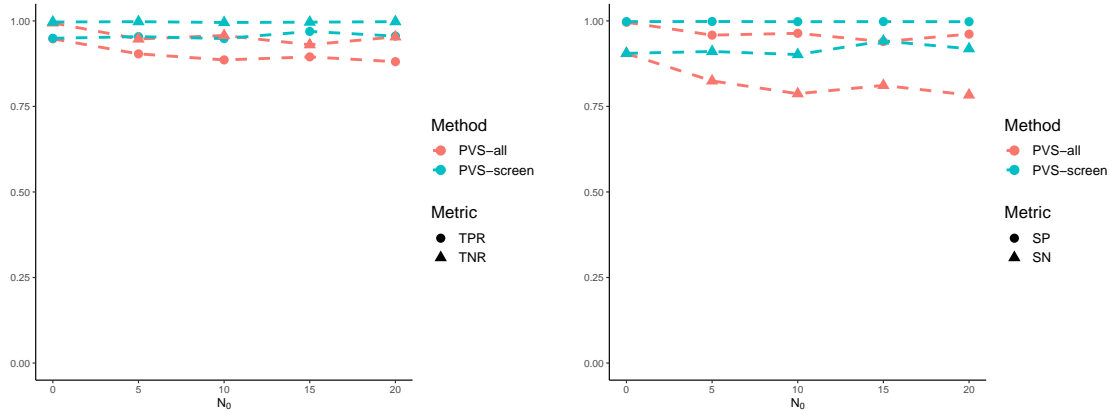 1.00
0.75
0.50
0.25
0.00
0 5 10 15 20
N₀
Method
PVS−all
PVS−screen
Metric
TPR
TNR
1.00
0.75
0.50
0.25
0.00
0 5 10 15 20
N₀
Method
PVS−all
PVS−screen
Metric
SP
SN